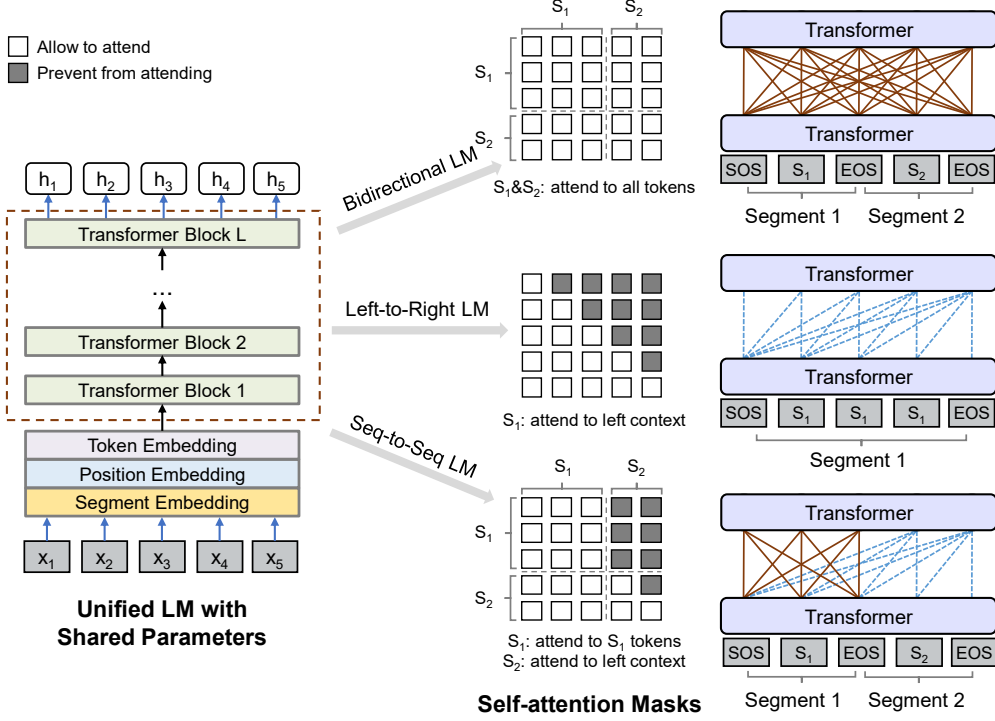 Allow to attend
Prevent from attending
h₁ h₂ h₃ h₄ h₅
Transformer Block L
...
Transformer Block 2
Transformer Block 1
Token Embedding
Position Embedding
Segment Embedding
x₁ x₂ x₃ x₄ x₅
Unified LM with
Shared Parameters
Bidirectional LM
Left-to-Right LM
Seq-to-Seq LM
S₁ S₂
S₁
S₂
S₁&S₂: attend to all tokens
S₁: attend to left context
S₁ S₂
S₁
S₂
S₁: attend to S₁ tokens
S₂: attend to left context
Self-attention Masks
Transformer
Transformer
SOS S₁ EOS S₂ EOS
Segment 1 Segment 2
Transformer
Transformer
SOS S₁ S₁ S₁ EOS
Segment 1
Transformer
Transformer
SOS S₁ EOS S₂ EOS
Segment 1 Segment 2